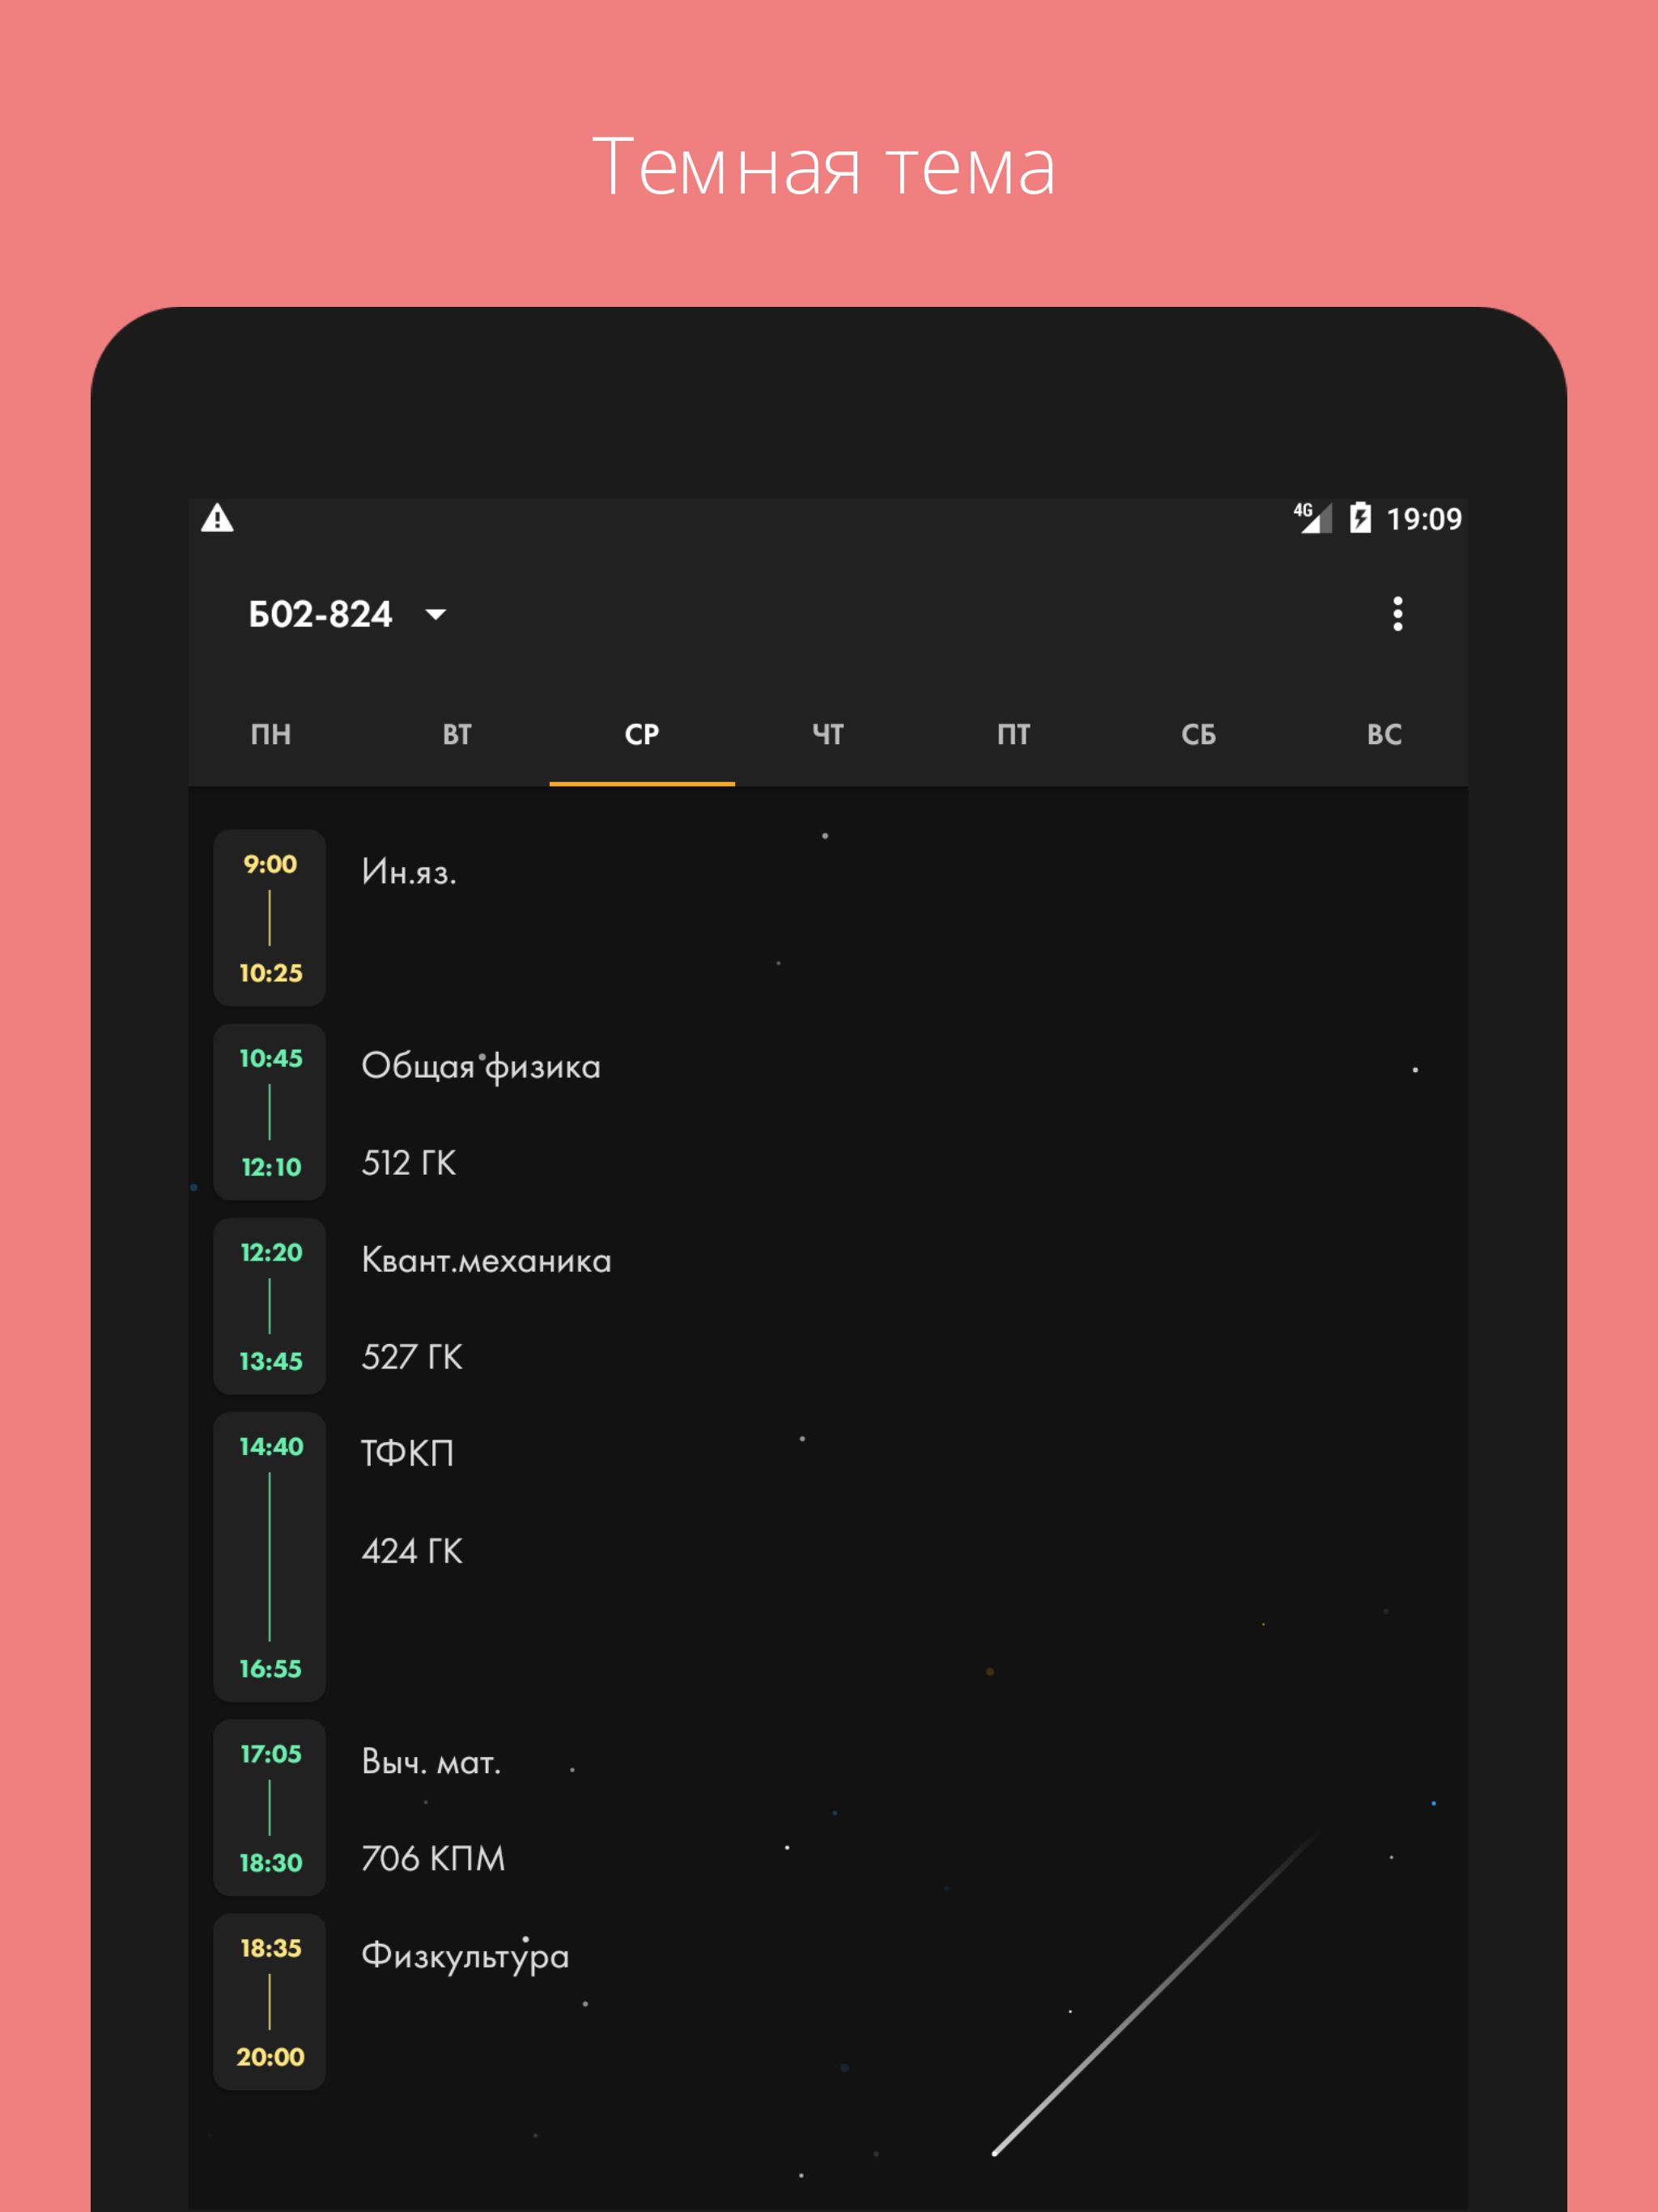 Темная тема
4G 19:09
Б02-824
ПН ВТ СР ЧТ ПТ СБ ВС
9:00
Ин.яз.
10:25
10:45
Общая физика
12:10
512 ГК
12:20
Квант.механика
13:45
527 ГК
14:40
ТФКП
424 ГК
16:55
17:05
Выч. мат.
18:30
706 КПМ
18:35
Физкультура
20:00